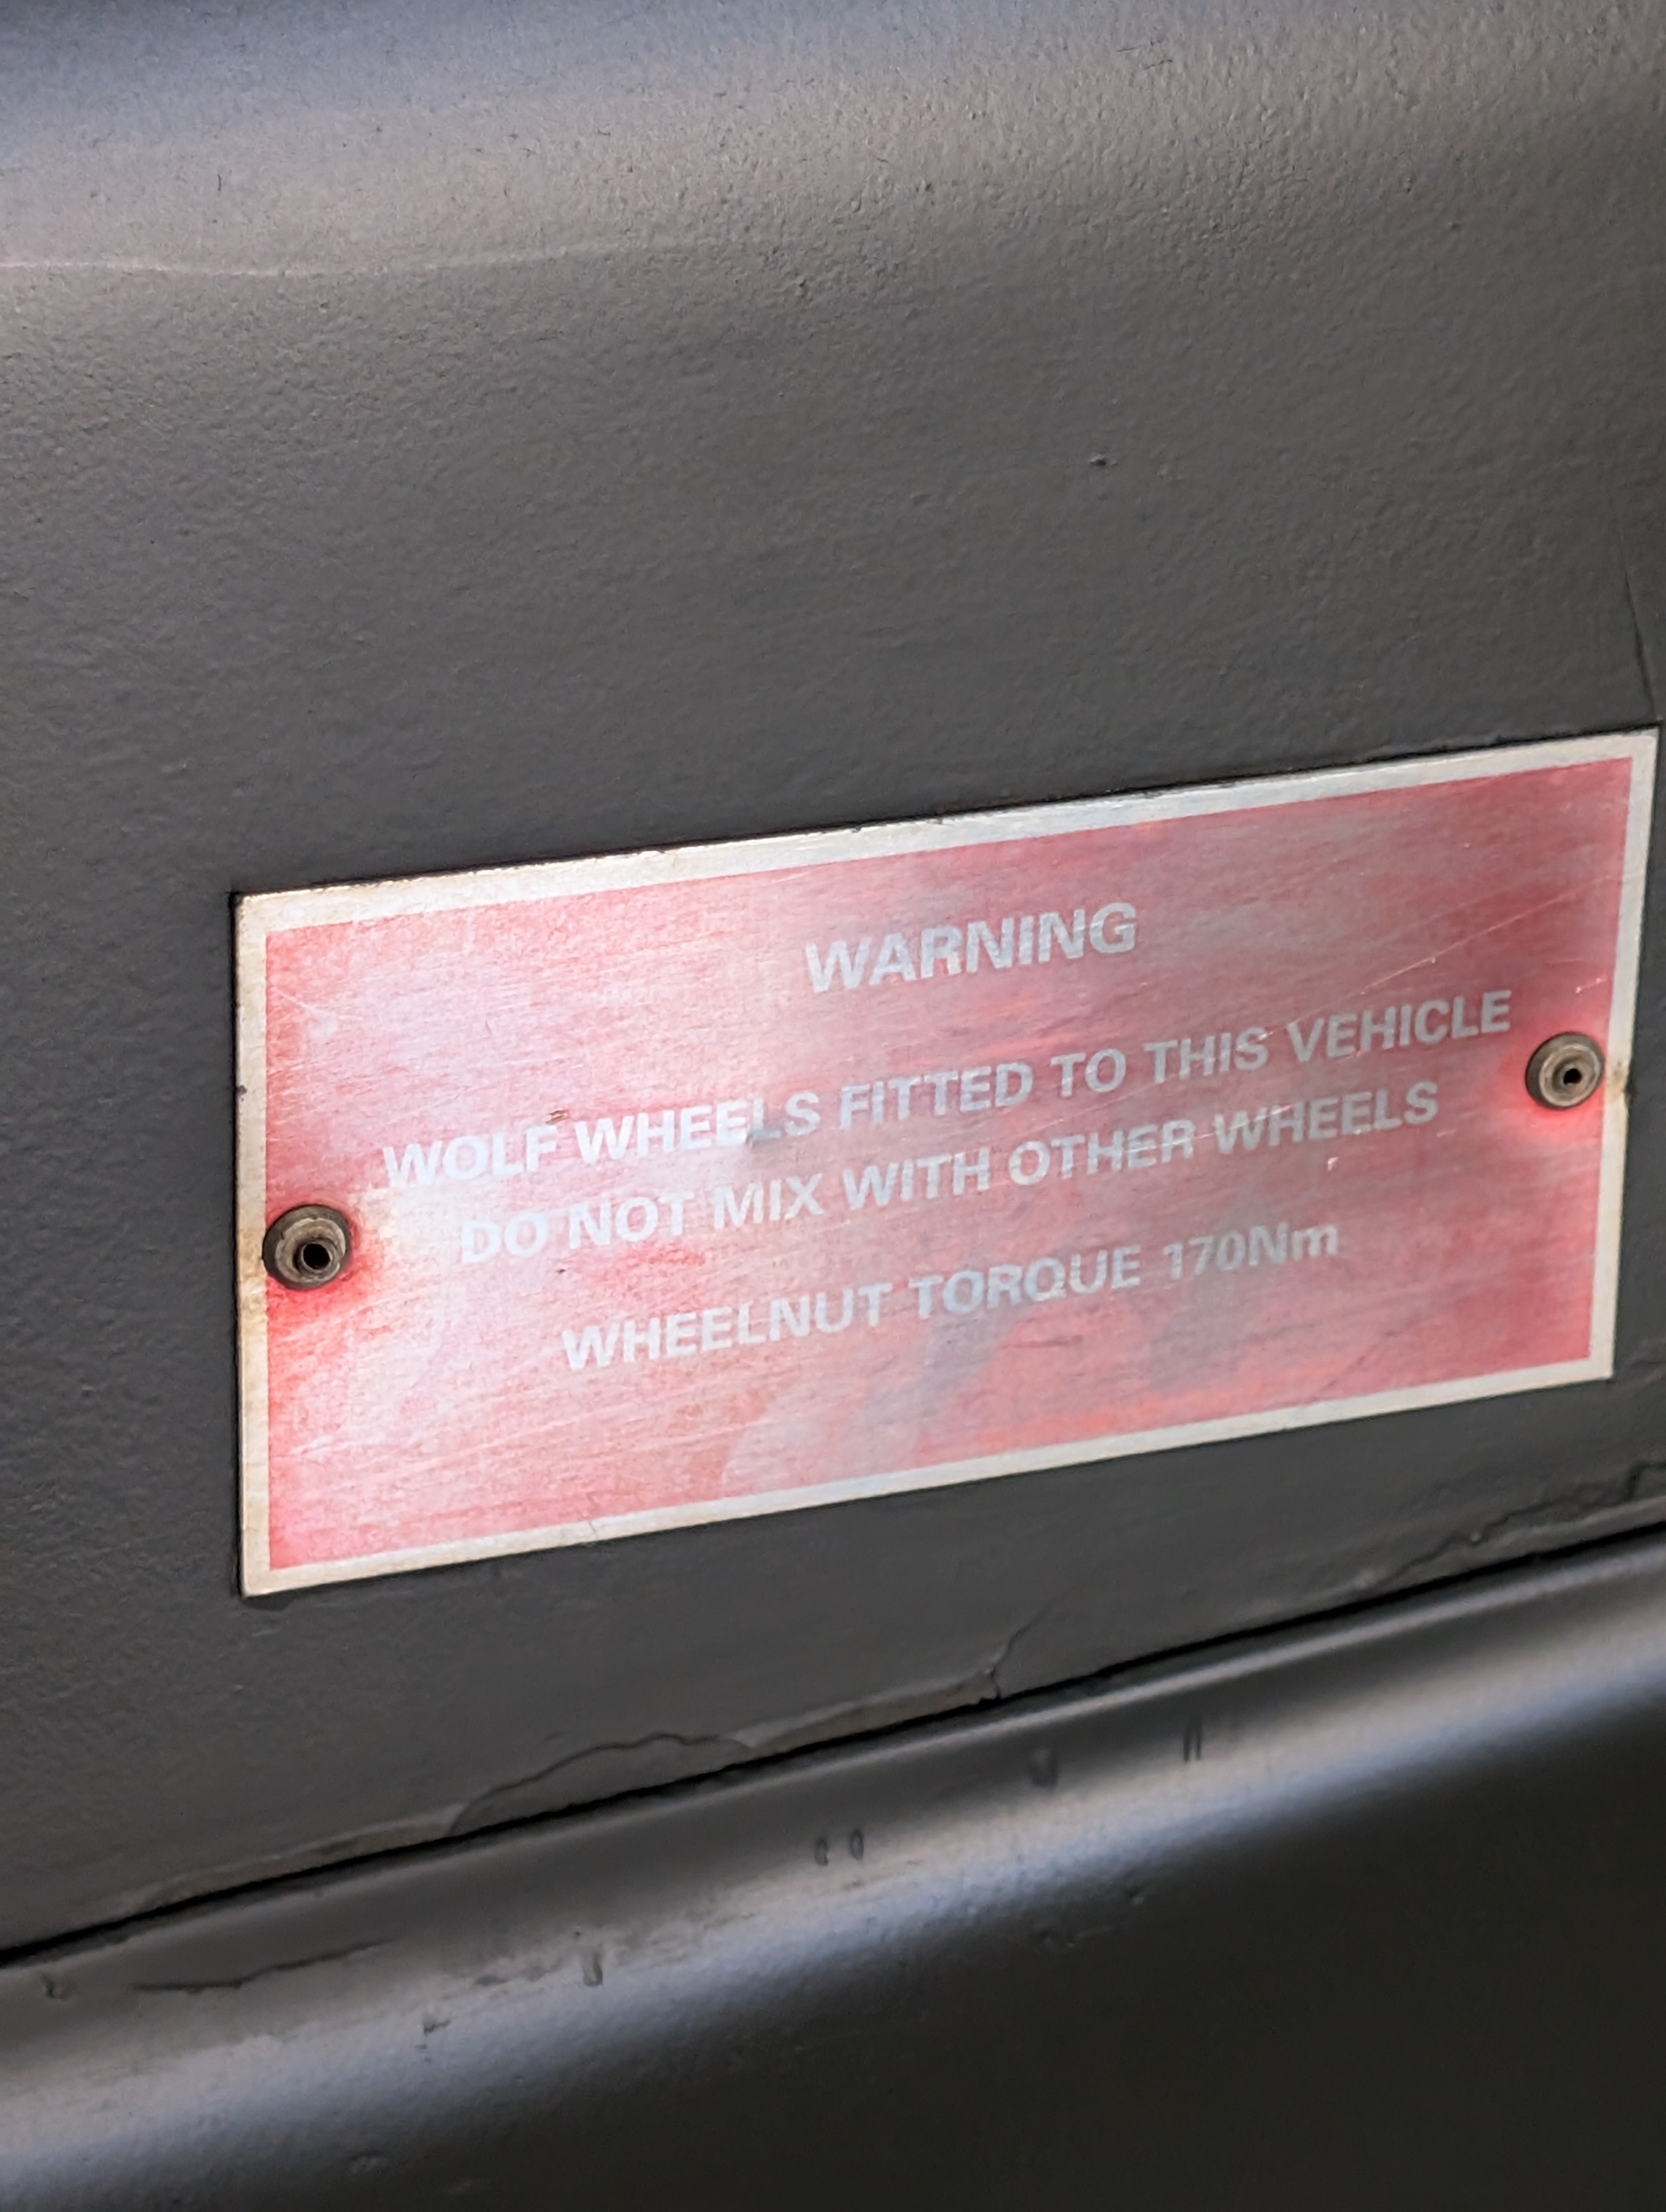 WARNING
WOLF WHEELS FITTED TO THIS VEHICLE
DO NOT MIX WITH OTHER WHEELS
WHEELNUT TORQUE 170Nm